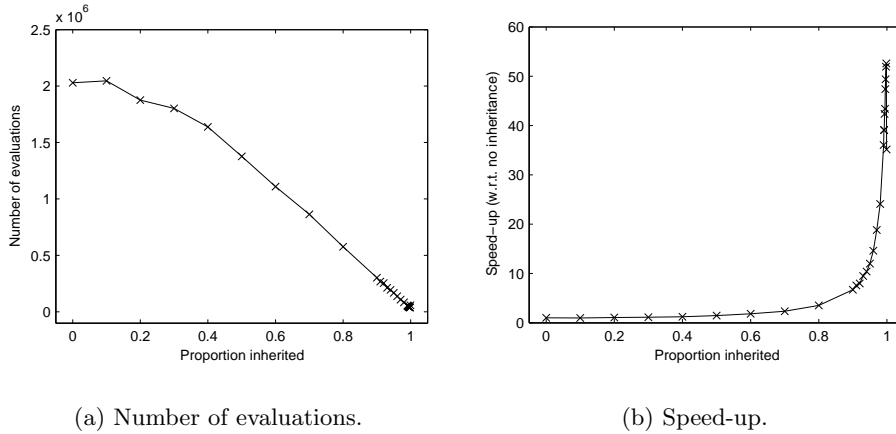 x 10⁶
2.5
2
1.5
1
0.5
0
0 0.2 0.4 0.6 0.8 1
Number of evaluations
Proportion inherited
(a) Number of evaluations.
60
50
40
30
20
10
0
0 0.2 0.4 0.6 0.8 1
Speed−up (w.r.t. no inheritance)
Proportion inherited
(b) Speed-up.